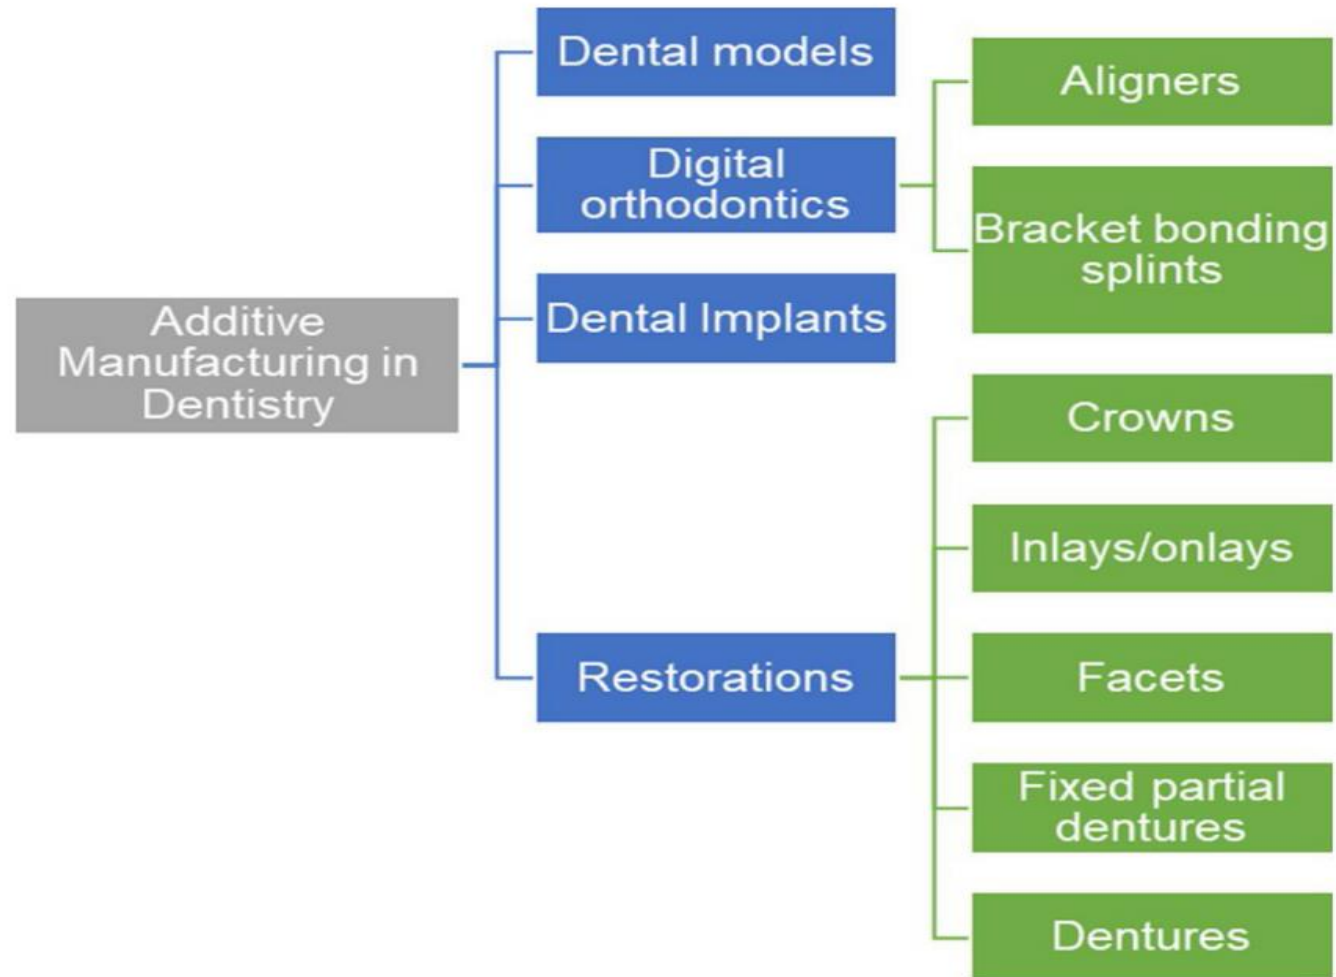 Additive
Manufacturing in
Dentistry
Dental models
Digital
orthodontics
Dental Implants
Restorations
Aligners
Bracket bonding
splints
Crowns
Inlays/onlays
Facets
Fixed partial
dentures
Dentures